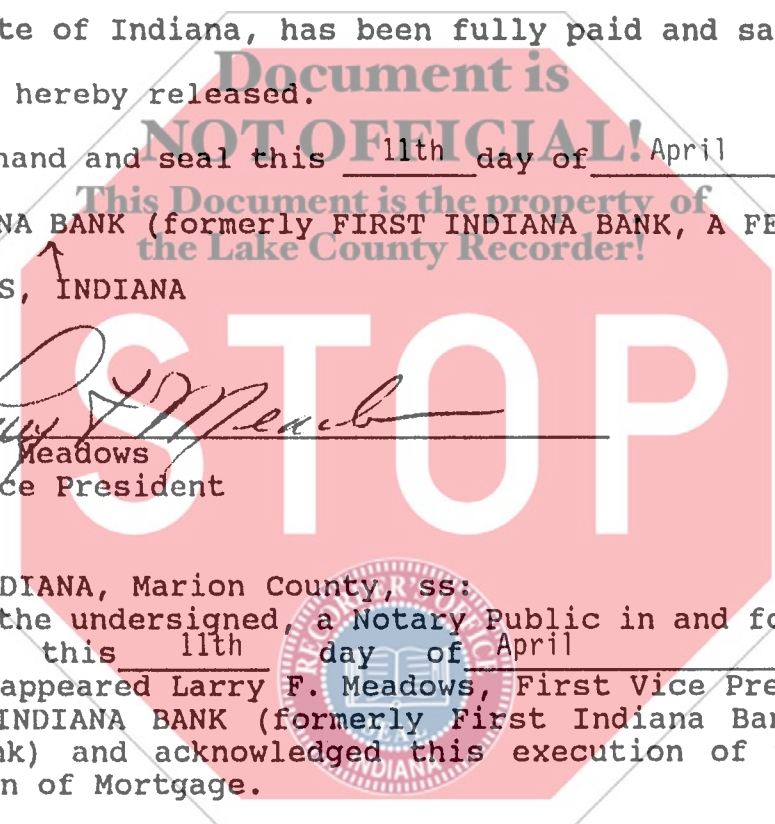 te of Indiana, has been fully paid and sa
Document is
hereby released.
NOT OFFICIAL!
hand and seal this 11th day of April
This Document is the property of
NA BANK (formerly FIRST INDIANA BANK, A FE
the Lake County Recorder!
S, INDIANA
STOP
Meadows
ce President
DIANA, Marion County, ss:
the undersigned, a Notary Public in and fo
this 11th day of April
appeared Larry F. Meadows, First Vice Pre
INDIANA BANK (formerly First Indiana Ban
nk) and acknowledged this execution of
n of Mortgage.
RECORDER'S OFFICE
SEAL
INDIANA